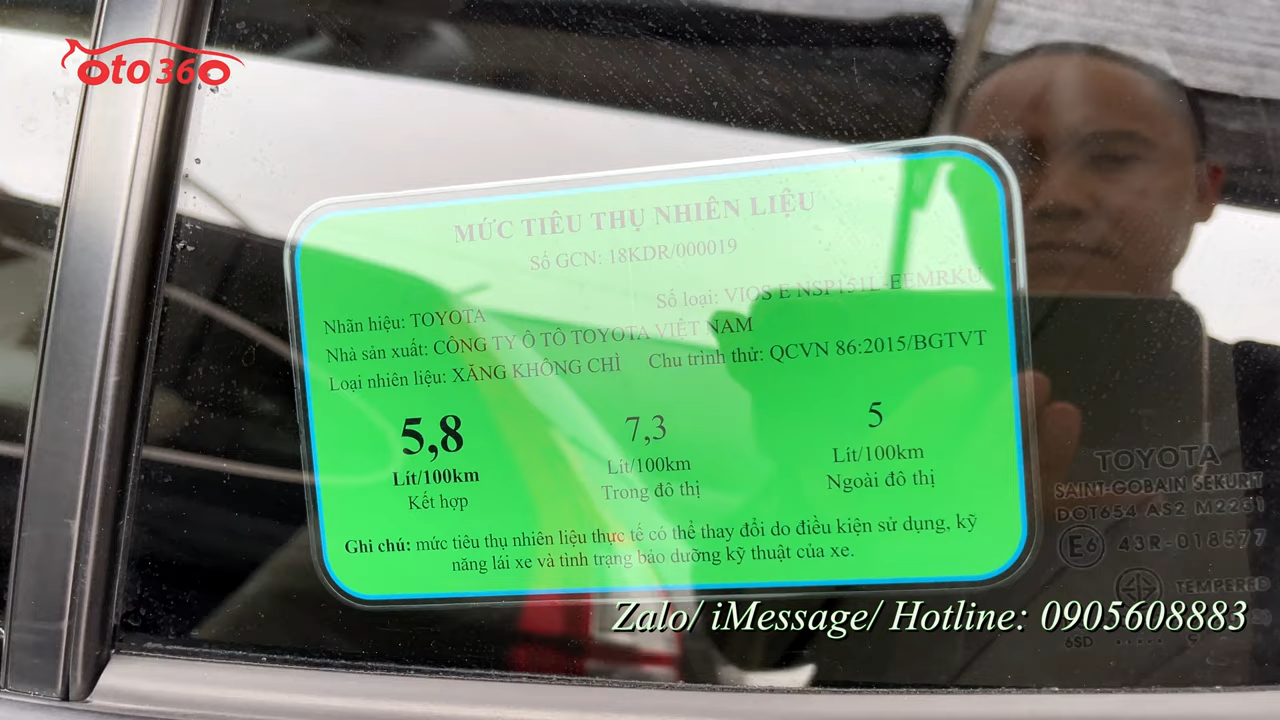 oto360
MỨC TIÊU THỤ NHIÊN LIỆU
Số GCN: 18KDR/000019
Nhãn hiệu: TOYOTA Số loại: VIOS E NSP151L-EEMRKU
Nhà sản xuất: CÔNG TY Ô TÔ TOYOTA VIỆT NAM
Loại nhiên liệu: XĂNG KHÔNG CHÌ Chu trình thử: QCVN 86:2015/BGTVT
5,8 7,3 5
Lít/100km Lít/100km Lít/100km
Kết hợp Trong đô thị Ngoài đô thị
Ghi chú: mức tiêu thụ nhiên liệu thực tế có thể thay đổi do điều kiện sử dụng, kỹ
năng lái xe và tình trạng bảo dưỡng kỹ thuật của xe.
TOYOTA
SAINT-GOBAIN SEKURIT
DOT654 AS2 M2231
E6 43R-018577
TEMPERED
Zalo/ iMessage/ Hotline: 0905608883
6SD